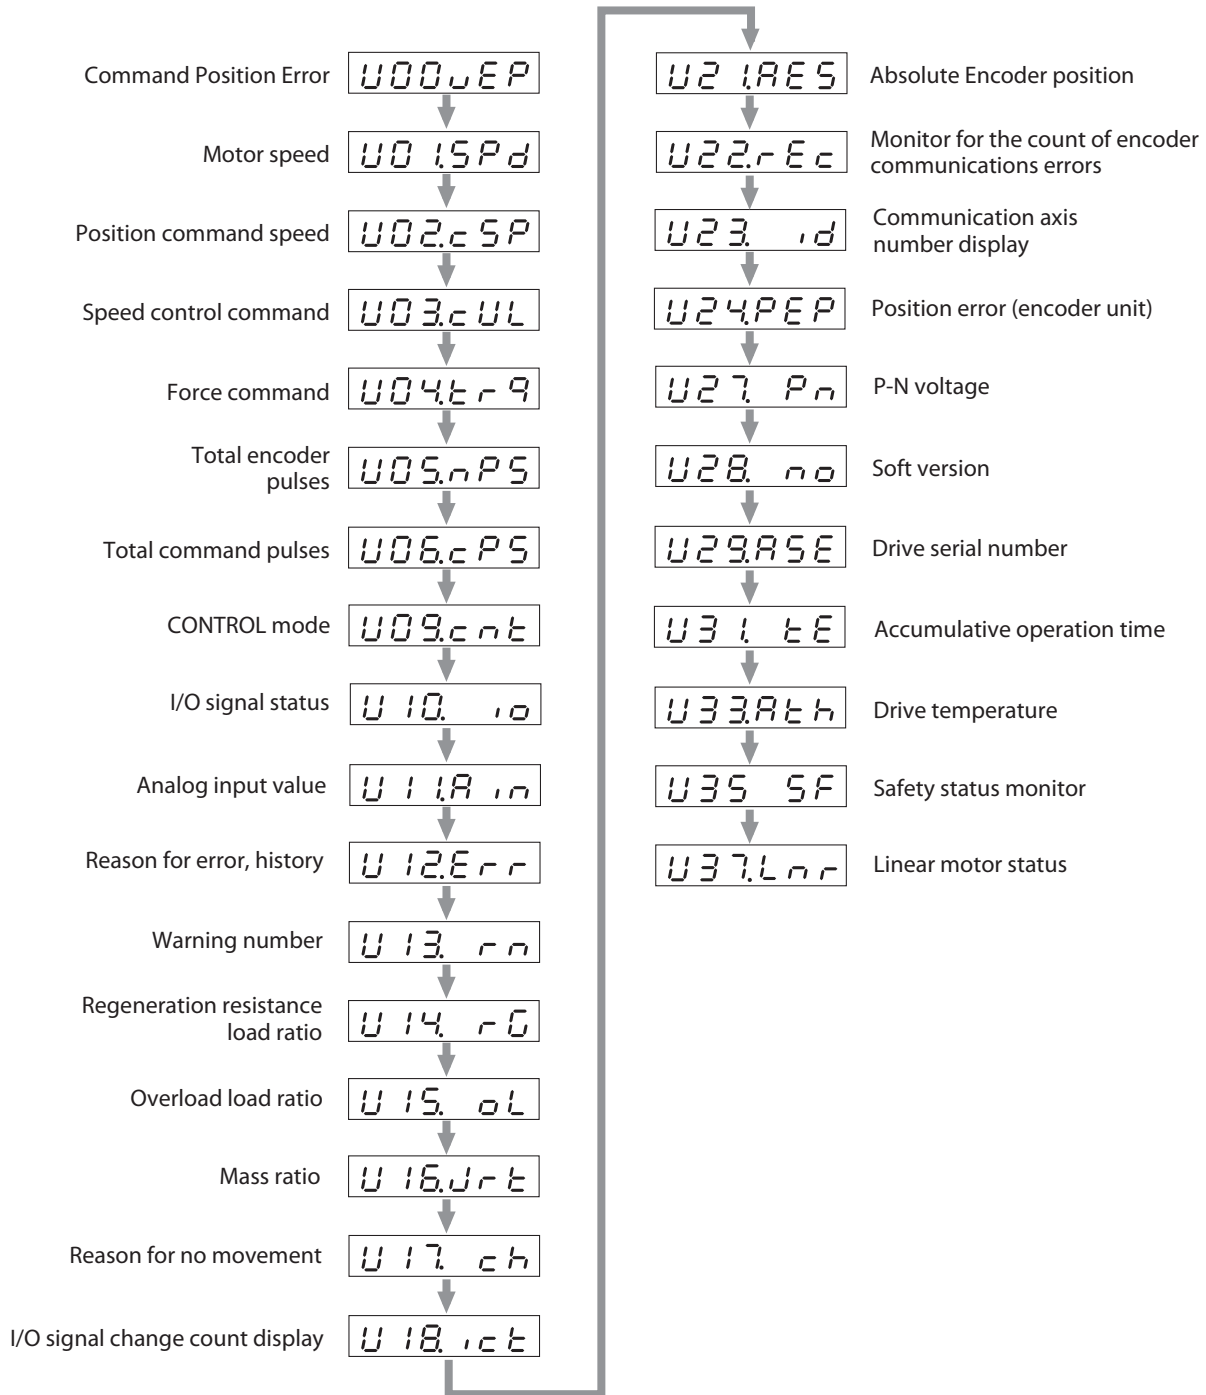 Command Position Error U00uEP
Motor speed U01.SPd
Position command speed U02.cSP
Speed control command U03.cUL
Force command U04.trq
Total encoder
pulses U05.nPS
Total command pulses U06.cPS
CONTROL mode U09.cnt
I/O signal status U10. io
Analog input value U11.Ain
Reason for error, history U12.Err
Warning number U13. rn
Regeneration resistance
load ratio U14. rG
Overload load ratio U15. oL
Mass ratio U16.Jrt
Reason for no movement U17. ch
I/O signal change count display U18.ict
U21.AES Absolute Encoder position
U22.rEc Monitor for the count of encoder
communications errors
U23. id Communication axis
number display
U24.PEP Position error (encoder unit)
U27. Pn P-N voltage
U28. no Soft version
U29.ASE Drive serial number
U31. tE Accumulative operation time
U33.Ath Drive temperature
U35 SF Safety status monitor
U37.Lnr Linear motor status